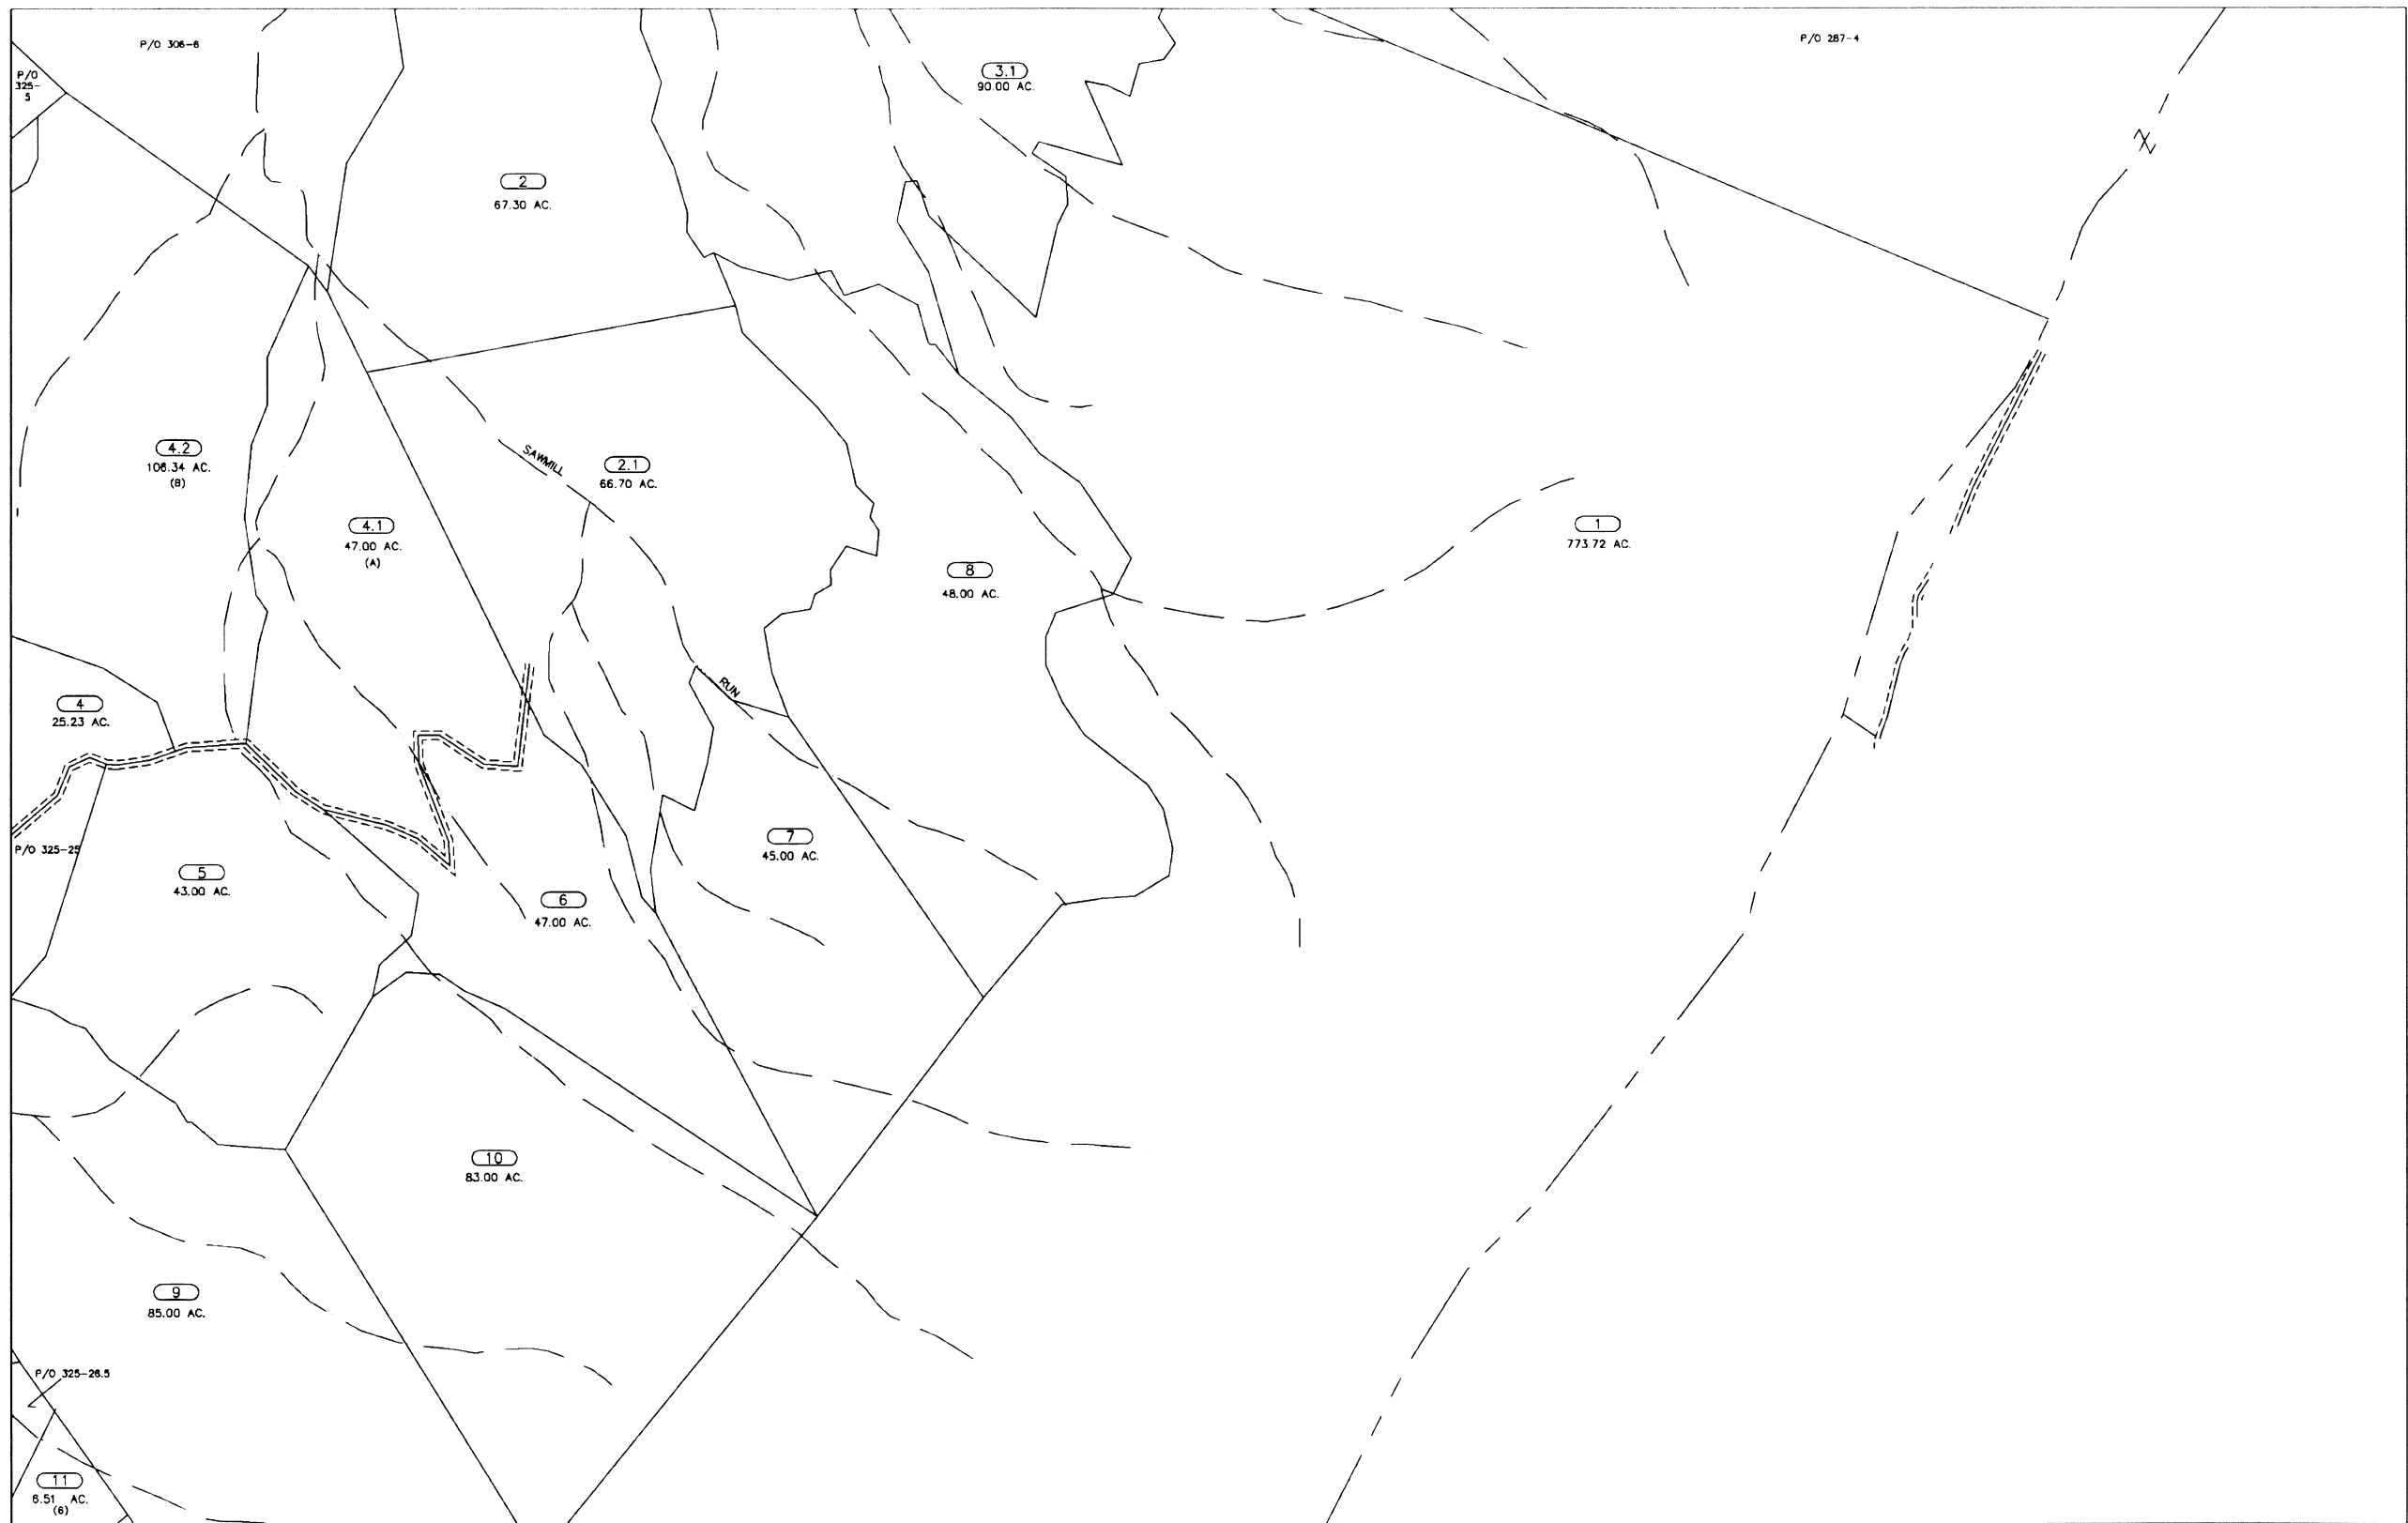 P/O 306-6
P/O 287-4
P/O
325-
5
3.1
90.00 AC.
2
67.30 AC.
4.2
106.34 AC.
(B)
SAWMILL
2.1
66.70 AC.
4.1
47.00 AC.
(A)
1
773.72 AC.
8
48.00 AC.
4
25.23 AC.
RUN
P/O 325-25
7
45.00 AC.
5
43.00 AC.
6
47.00 AC.
10
83.00 AC.
9
85.00 AC.
P/O 325-26.5
11
6.51 AC.
(6)